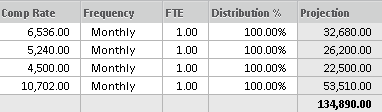 Comp Rate Frequency FTE Distribution % Projection
6,536.00 Monthly 1.00 100.00% 32,680.00
5,240.00 Monthly 1.00 100.00% 26,200.00
4,500.00 Monthly 1.00 100.00% 22,500.00
10,702.00 Monthly 1.00 100.00% 53,510.00
134,890.00